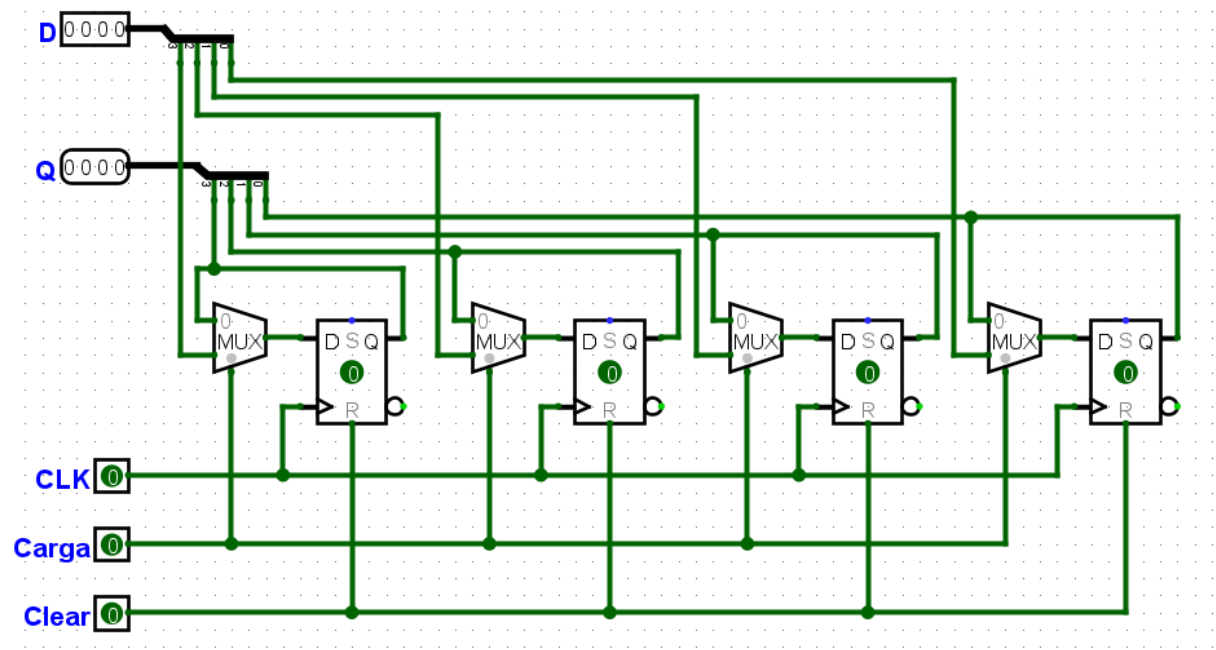 D 0000
3 2 1 0
Q 0000
3 2 1 0
0 MUX D S Q 0 R
0 MUX D S Q 0 R
0 MUX D S Q 0 R
0 MUX D S Q 0 R
CLK 0
Carga 0
Clear 0